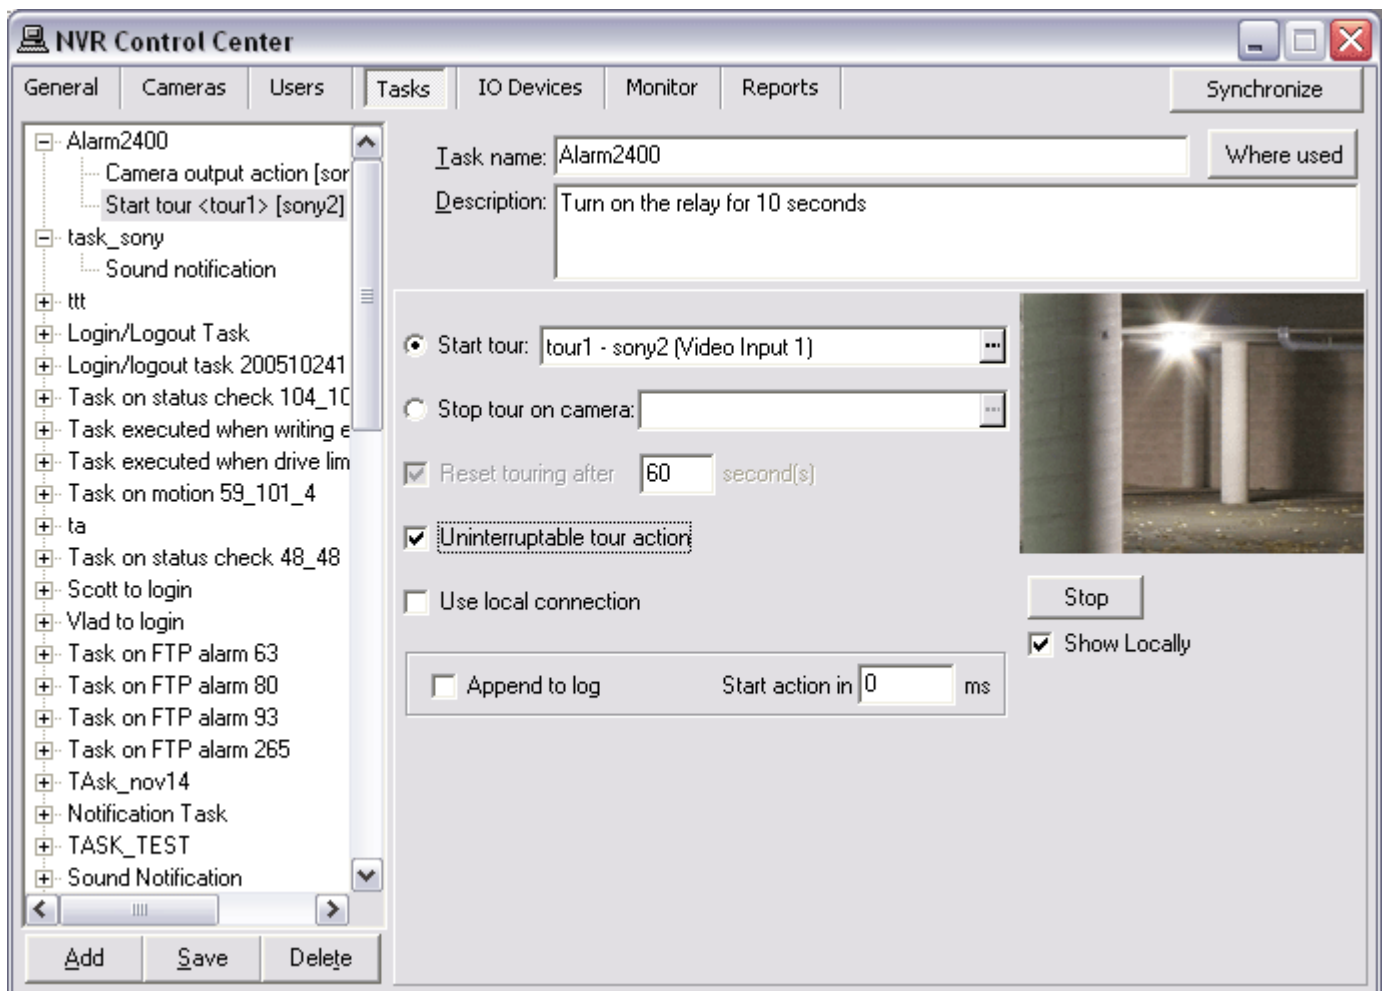 NVR Control Center
General Cameras Users Tasks IO Devices Monitor Reports Synchronize
Alarm2400
Camera output action [sor
Start tour <tour1> [sony2]
task_sony
Sound notification
ttt
Login/Logout Task
Login/logout task 200510241
Task on status check 104_10
Task executed when writing e
Task executed when drive lim
Task on motion 59_101_4
ta
Task on status check 48_48
Scott to login
Vlad to login
Task on FTP alarm 63
Task on FTP alarm 80
Task on FTP alarm 93
Task on FTP alarm 265
TAsk_nov14
Notification Task
TASK_TEST
Sound Notification
Add Save Delete
Task name: Alarm2400 Where used
Description: Turn on the relay for 10 seconds
Start tour: tour1 - sony2 (Video Input 1) ...
Stop tour on camera: ...
Reset touring after 60 second(s)
Uninterruptable tour action
Use local connection
Append to log Start action in 0 ms
Stop
Show Locally